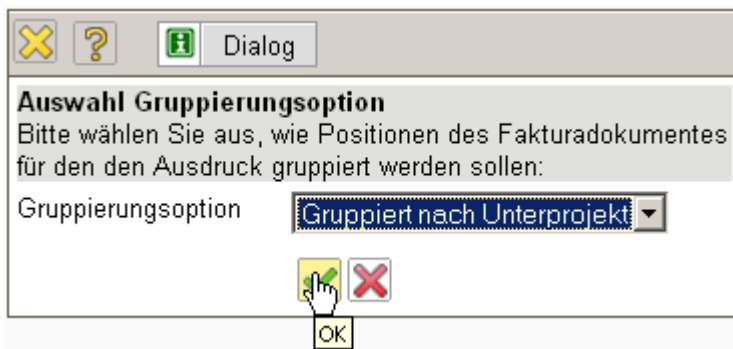 Dialog
Auswahl Gruppierungsoption
Bitte wählen Sie aus, wie Positionen des Fakturadokumentes
für den den Ausdruck gruppiert werden sollen:
Gruppierungsoption Gruppiert nach Unterprojekt
OK